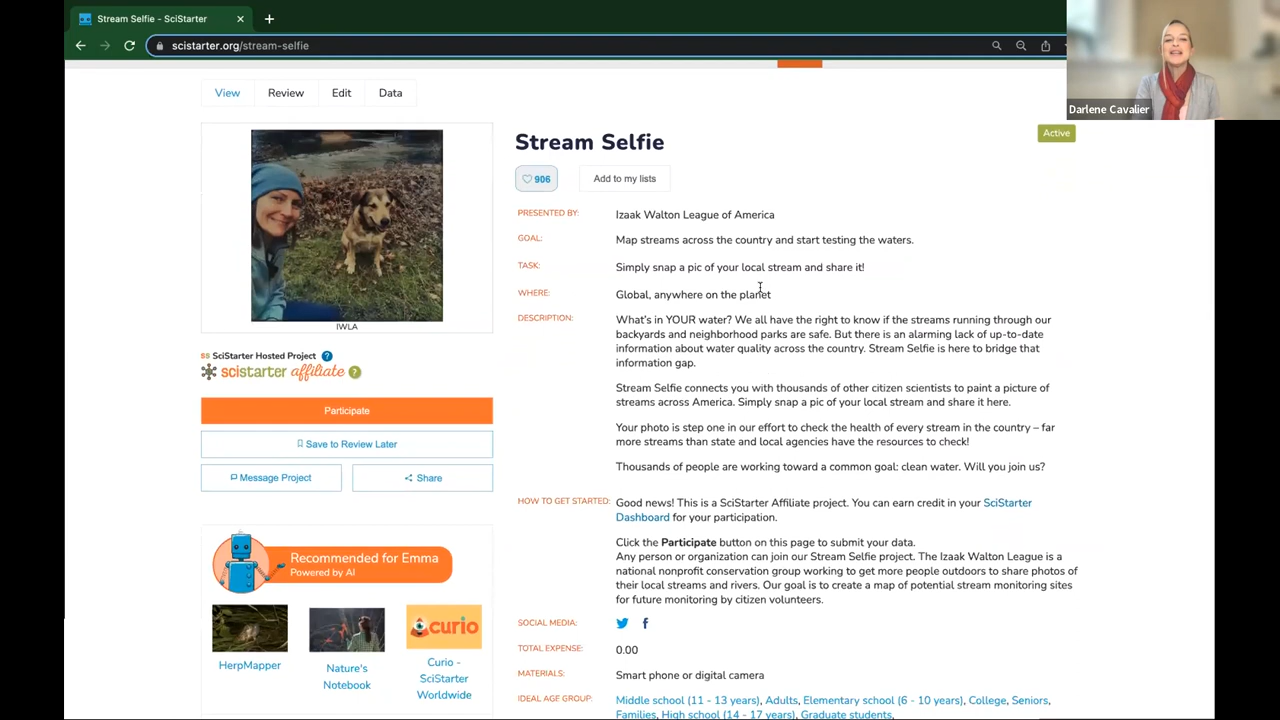 Stream Selfie - SciStarter
scistarter.org/stream-selfie
Darlene Cavalier
View Review Edit Data
IWLA
SciStarter Hosted Project
scistarter affiliate
Participate
Save to Review Later
Message Project Share
Recommended for Emma
Powered by AI
curio
HerpMapper
Nature's
Notebook
Curio -
SciStarter
Worldwide
Stream Selfie
Active
906 Add to my lists
PRESENTED BY: Izaak Walton League of America
GOAL: Map streams across the country and start testing the waters.
TASK: Simply snap a pic of your local stream and share it!
WHERE: Global, anywhere on the planet
DESCRIPTION: What's in YOUR water? We all have the right to know if the streams running through our
backyards and neighborhood parks are safe. But there is an alarming lack of up-to-date
information about water quality across the country. Stream Selfie is here to bridge that
information gap.
Stream Selfie connects you with thousands of other citizen scientists to paint a picture of
streams across America. Simply snap a pic of your local stream and share it here.
Your photo is step one in our effort to check the health of every stream in the country – far
more streams than state and local agencies have the resources to check!
Thousands of people are working toward a common goal: clean water. Will you join us?
HOW TO GET STARTED: Good news! This is a SciStarter Affiliate project. You can earn credit in your SciStarter
Dashboard for your participation.
Click the Participate button on this page to submit your data.
Any person or organization can join our Stream Selfie project. The Izaak Walton League is a
national nonprofit conservation group working to get more people outdoors to share photos of
their local streams and rivers. Our goal is to create a map of potential stream monitoring sites
for future monitoring by citizen volunteers.
SOCIAL MEDIA:
TOTAL EXPENSE: 0.00
MATERIALS: Smart phone or digital camera
IDEAL AGE GROUP: Middle school (11 - 13 years), Adults, Elementary school (6 - 10 years), College, Seniors,
Families, High school (14 - 17 years), Graduate students,